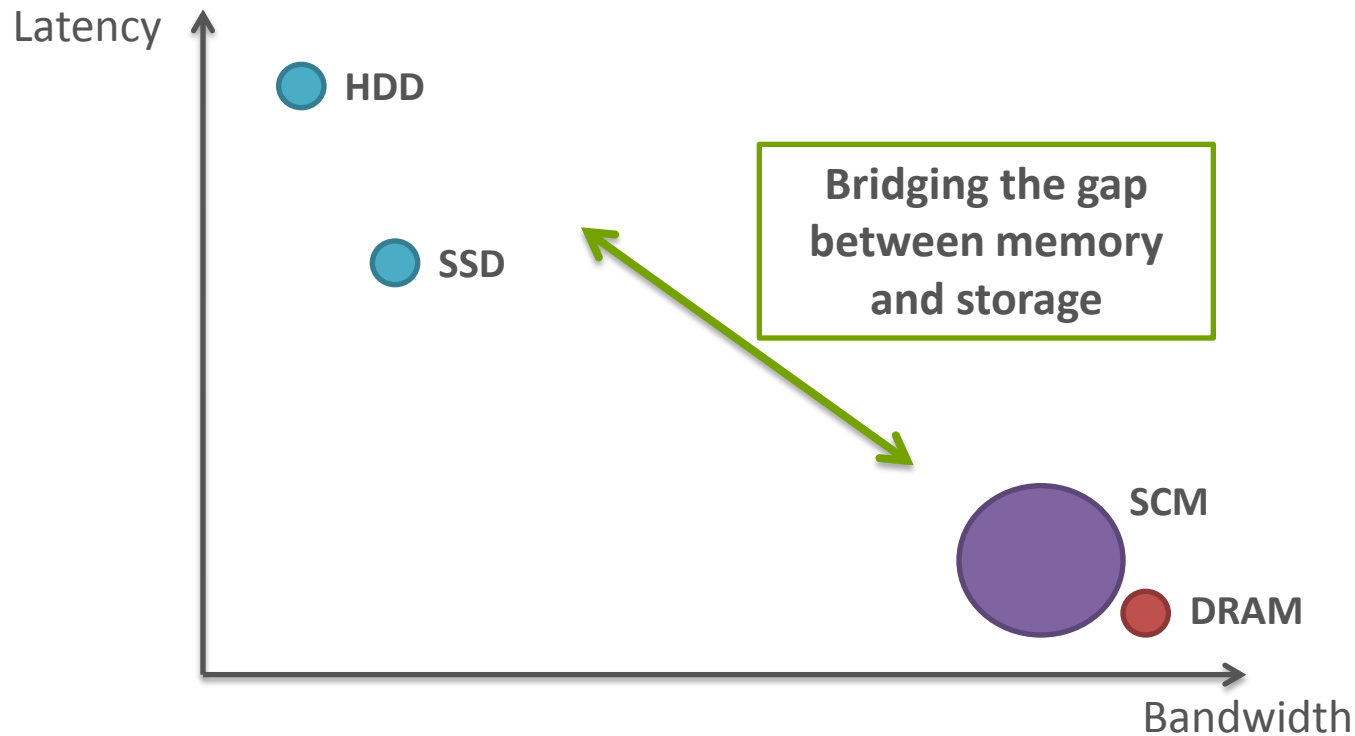 Latency
HDD
Bridging the gap
between memory
and storage
SSD
SCM
DRAM
Bandwidth